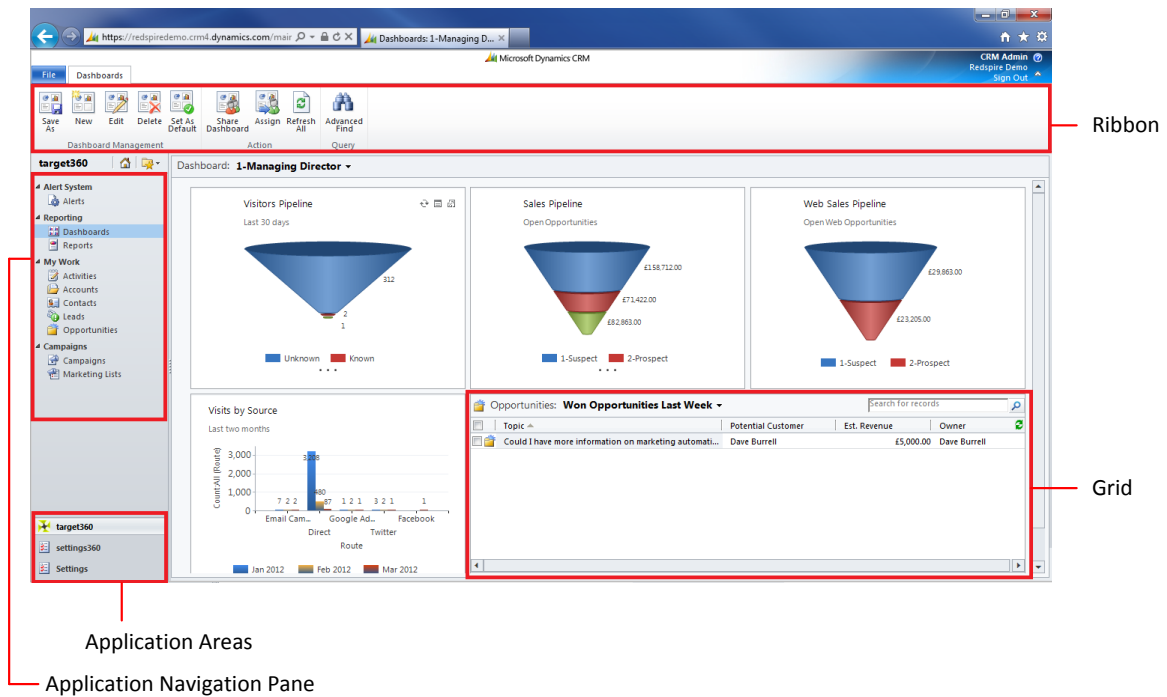 https://redspiredemo.crm4.dynamics.com/mair
Dashboards: 1-Managing D...
Microsoft Dynamics CRM
CRM Admin
Redspire Demo
Sign Out
File Dashboards
Save As
New
Edit
Delete
Set As Default
Share Dashboard
Assign
Refresh All
Advanced Find
Dashboard Management
Action
Query
Ribbon
target360
Dashboard: 1-Managing Director
Alert System
Alerts
Reporting
Dashboards
Reports
My Work
Activities
Accounts
Contacts
Leads
Opportunities
Campaigns
Campaigns
Marketing Lists
target360
settings360
Settings
Visitors Pipeline
Last 30 days
312
2
1
Unknown Known
...
Sales Pipeline
Open Opportunities
£158,712.00
£71,422.00
£82,863.00
1-Suspect 2-Prospect
...
Web Sales Pipeline
Open Web Opportunities
£29,863.00
£23,205.00
1-Suspect 2-Prospect
Visits by Source
Last two months
Count:All (Route)
3,000
2,000
1,000
0
7 2 2
480
87
1 2 1
3 2 1
1
Email Cam...
Direct
Google Ad...
Twitter
Facebook
Route
Jan 2012 Feb 2012 Mar 2012
Opportunities: Won Opportunities Last Week
Search for records
Topic Potential Customer Est. Revenue Owner
Could I have more information on marketing automati... Dave Burrell £5,000.00 Dave Burrell
Grid
Application Areas
Application Navigation Pane